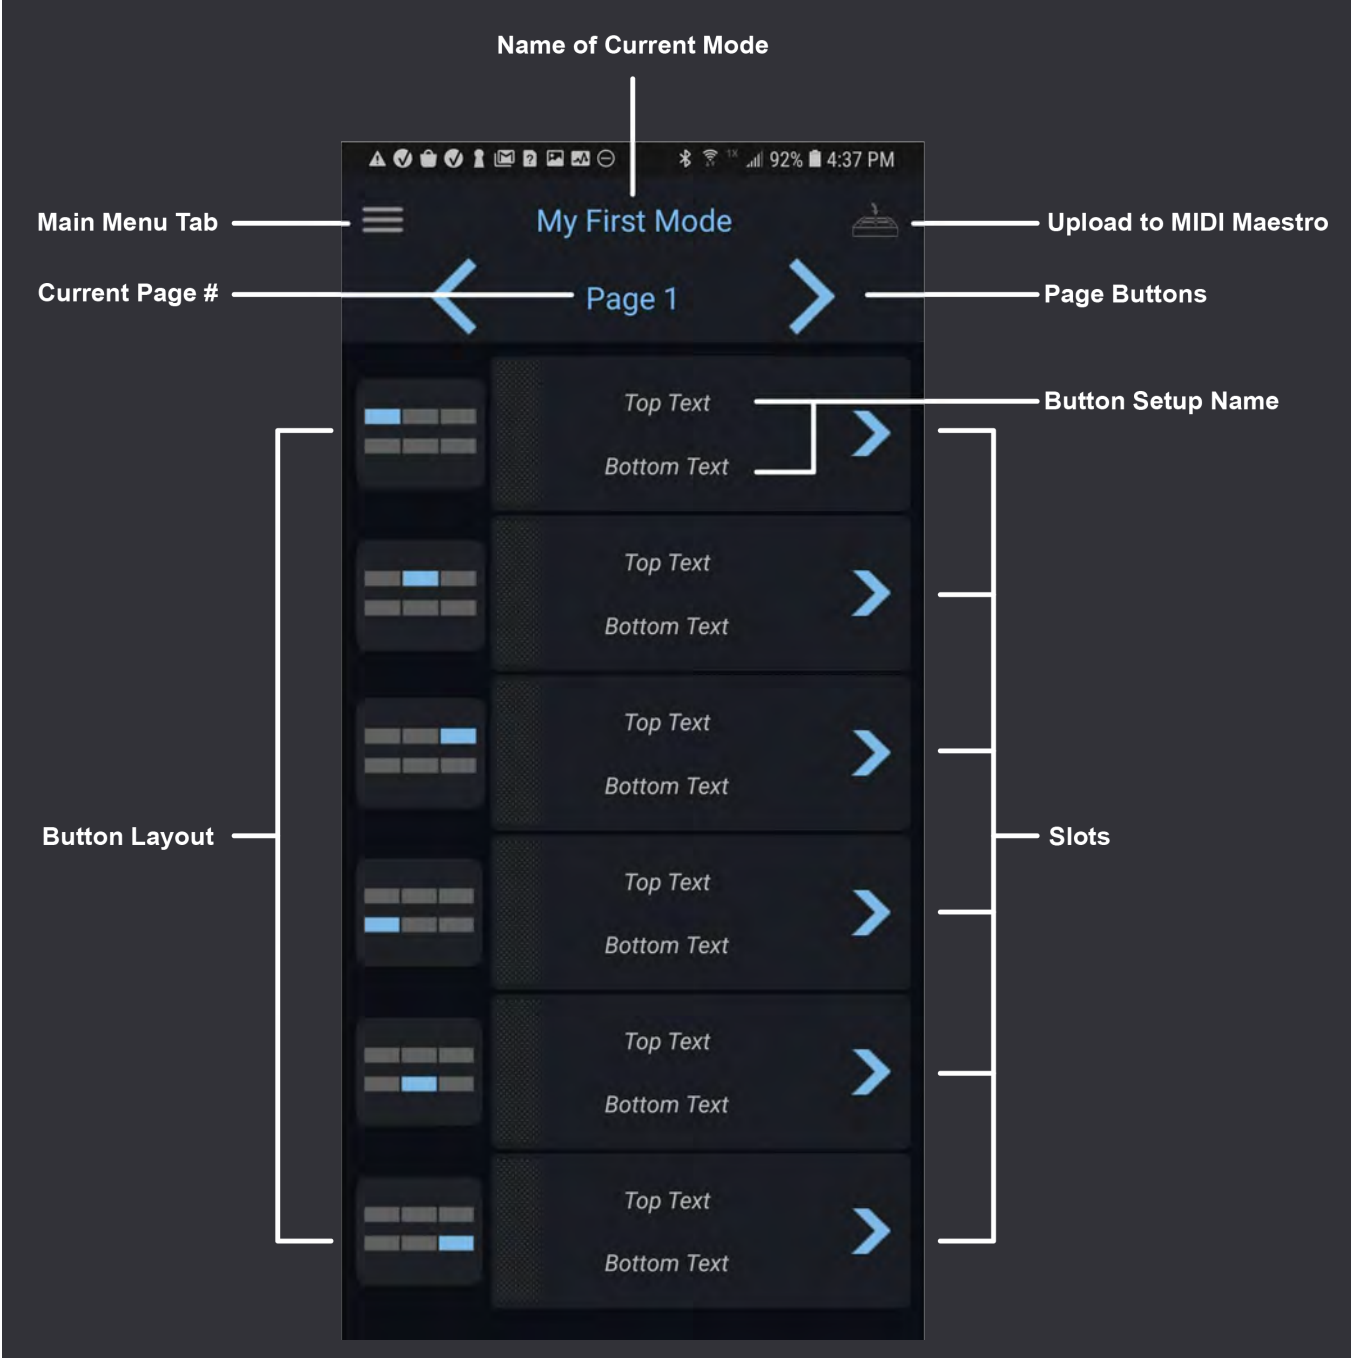 Name of Current Mode
1X 92% 4:37 PM
Main Menu Tab
My First Mode
Upload to MIDI Maestro
Current Page #
Page 1
Page Buttons
Top Text
Button Setup Name
Bottom Text
Top Text
Bottom Text
Top Text
Bottom Text
Button Layout
Slots
Top Text
Bottom Text
Top Text
Bottom Text
Top Text
Bottom Text